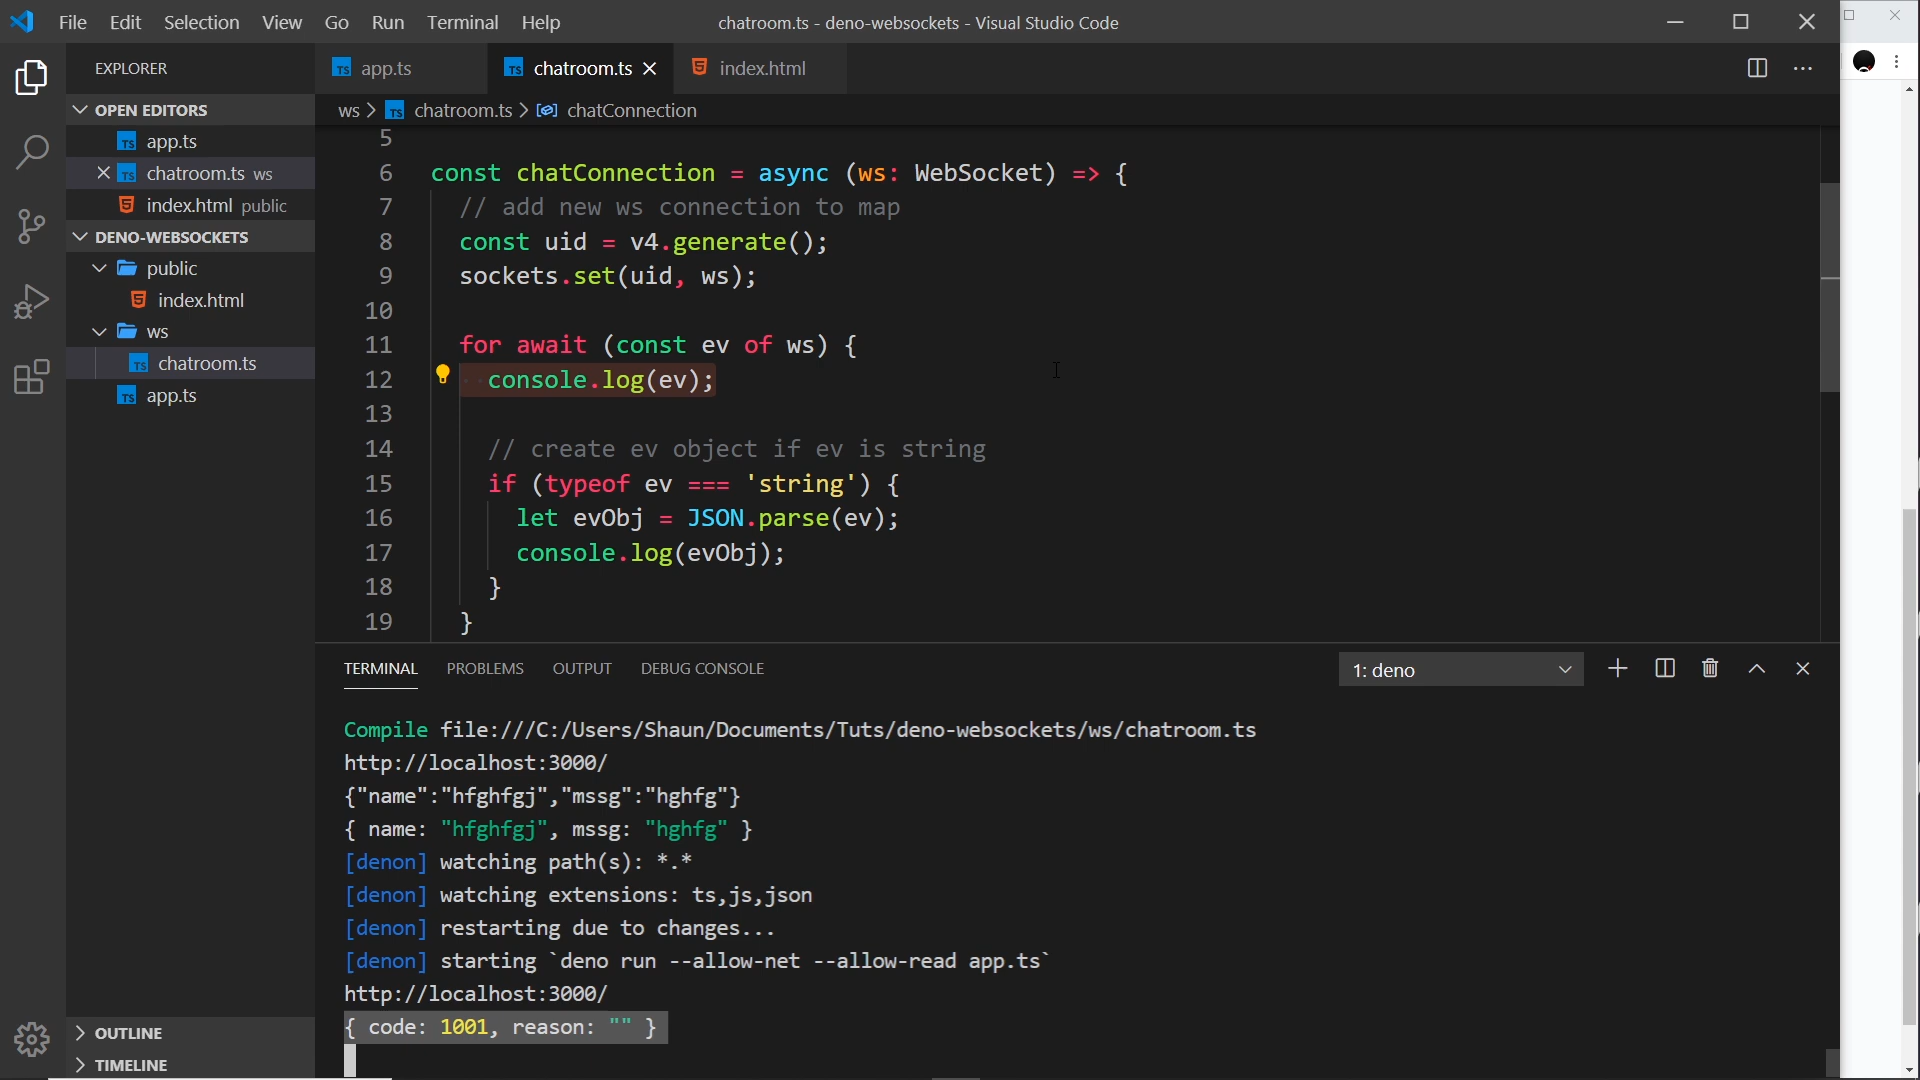 File Edit Selection View Go Run Terminal Help
chatroom.ts - deno-websockets - Visual Studio Code
EXPLORER
OPEN EDITORS
TS app.ts
TS chatroom.ts ws
index.html public
DENO-WEBSOCKETS
public
index.html
ws
TS chatroom.ts
TS app.ts
OUTLINE
TIMELINE
TS app.ts
TS chatroom.ts
index.html
ws > TS chatroom.ts > chatConnection
5
6 const chatConnection = async (ws: WebSocket) => {
7 // add new ws connection to map
8 const uid = v4.generate();
9 sockets.set(uid, ws);
10
11 for await (const ev of ws) {
12 console.log(ev);
13
14 // create ev object if ev is string
15 if (typeof ev === 'string') {
16 let evObj = JSON.parse(ev);
17 console.log(evObj);
18 }
19 }
TERMINAL PROBLEMS OUTPUT DEBUG CONSOLE
1: deno
Compile file:///C:/Users/Shaun/Documents/Tuts/deno-websockets/ws/chatroom.ts
http://localhost:3000/
{"name":"hfghfgj","mssg":"hghfg"}
{ name: "hfghfgj", mssg: "hghfg" }
[denon] watching path(s): *.*
[denon] watching extensions: ts,js,json
[denon] restarting due to changes...
[denon] starting `deno run --allow-net --allow-read app.ts`
http://localhost:3000/
{ code: 1001, reason: "" }